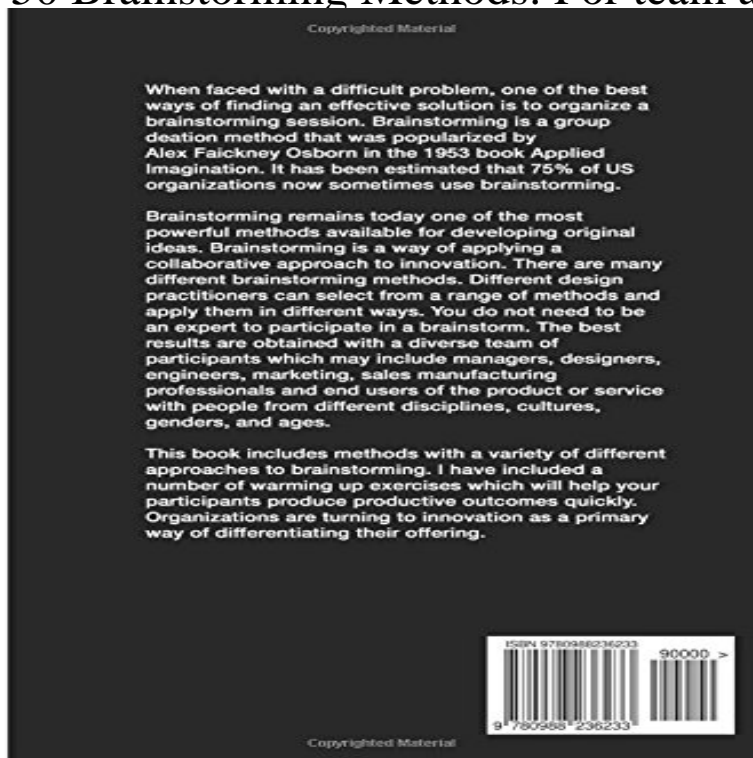 50 Brainstorming Methods: For team a
Copyrighted Material
When faced with a difficult problem, one of the best
ways of finding an effective solution is to organize a
brainstorming session. Brainstorming is a group
deation method that was popularized by
Alex Faickney Osborn in the 1953 book Applied
Imagination. It has been estimated that 75% of US
organizations now sometimes use brainstorming.
Brainstorming remains today one of the most
powerful methods available for developing original
ideas. Brainstorming is a way of applying a
collaborative approach to innovation. There are many
different brainstorming methods. Different design
practitioners can select from a range of methods and
apply them in different ways. You do not need to be
an expert to participate in a brainstorm. The best
results are obtained with a diverse team of
participants which may include managers, designers,
engineers, marketing, sales manufacturing
professionals and end users of the product or service
with people from different disciplines, cultures,
genders, and ages.
This book includes methods with a variety of different
approaches to brainstorming. I have included a
number of warming up exercises which will help your
participants produce productive outcomes quickly.
Organizations are turning to innovation as a primary
way of differentiating their offering.
ISBN 9780988236233
90000 >
9 780988 236233
Copyrighted Material